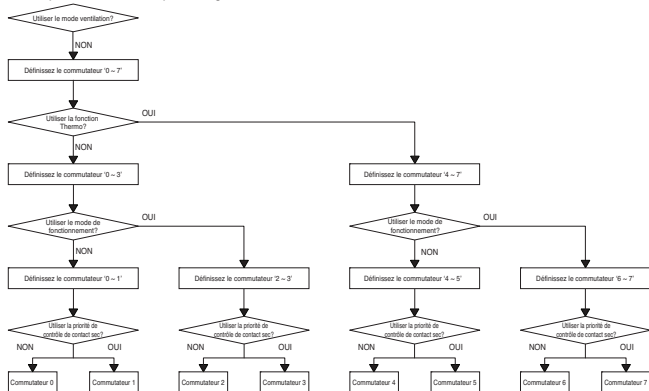 Utiliser le mode ventilation?
NON
Définissez le commutateur '0 ~ 7'
Utiliser la fonction
Thermo?
OUI
NON
Définissez le commutateur '0 ~ 3'
Définissez le commutateur '4 ~ 7'
Utiliser le mode de
fonctionnement?
OUI
Utiliser le mode de
fonctionnement?
OUI
NON
NON
Définissez le commutateur '0 ~ 1'
Définissez le commutateur '2 ~ 3'
Définissez le commutateur '4 ~ 5'
Définissez le commutateur '6 ~ 7'
Utiliser la priorité de
contrôle de contact sec?
Utiliser la priorité de
contrôle de contact sec?
Utiliser la priorité de
contrôle de contact sec?
Utiliser la priorité de
contrôle de contact sec?
NON
OUI
NON
OUI
NON
OUI
NON
OUI
Commutateur 0
Commutateur 1
Commutateur 2
Commutateur 3
Commutateur 4
Commutateur 5
Commutateur 6
Commutateur 7